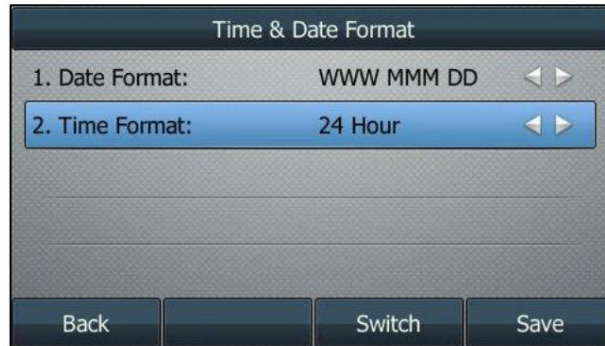 Time & Date Format
1. Date Format: WWW MMM DD
2. Time Format: 24 Hour
Back Switch Save